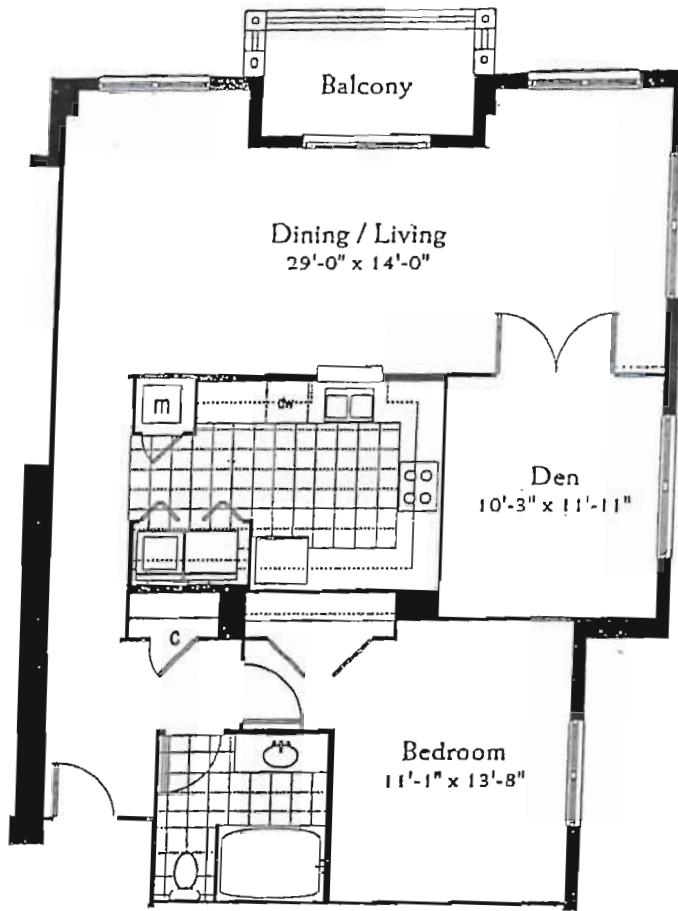 Balcony
Dining / Living
29'-0" x 14'-0"
m
dw
Den
10'-3" x 11'-11"
c
Bedroom
11'-1" x 13'-8"